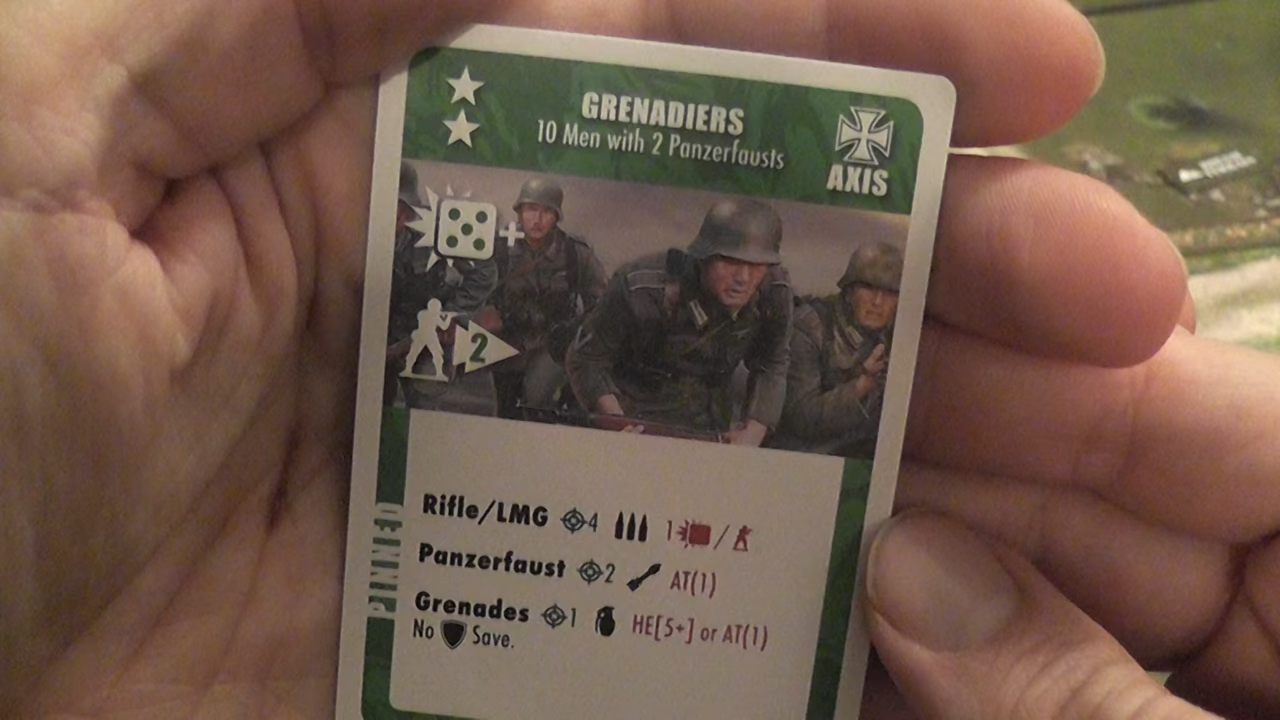 GRENADIERS
10 Men with 2 Panzerfausts
AXIS
+
2
Rifle/LMG 4 1 /
Panzerfaust 2 AT(1)
Grenades 1 HE[5+] or AT(1)
No Save.
PINNED